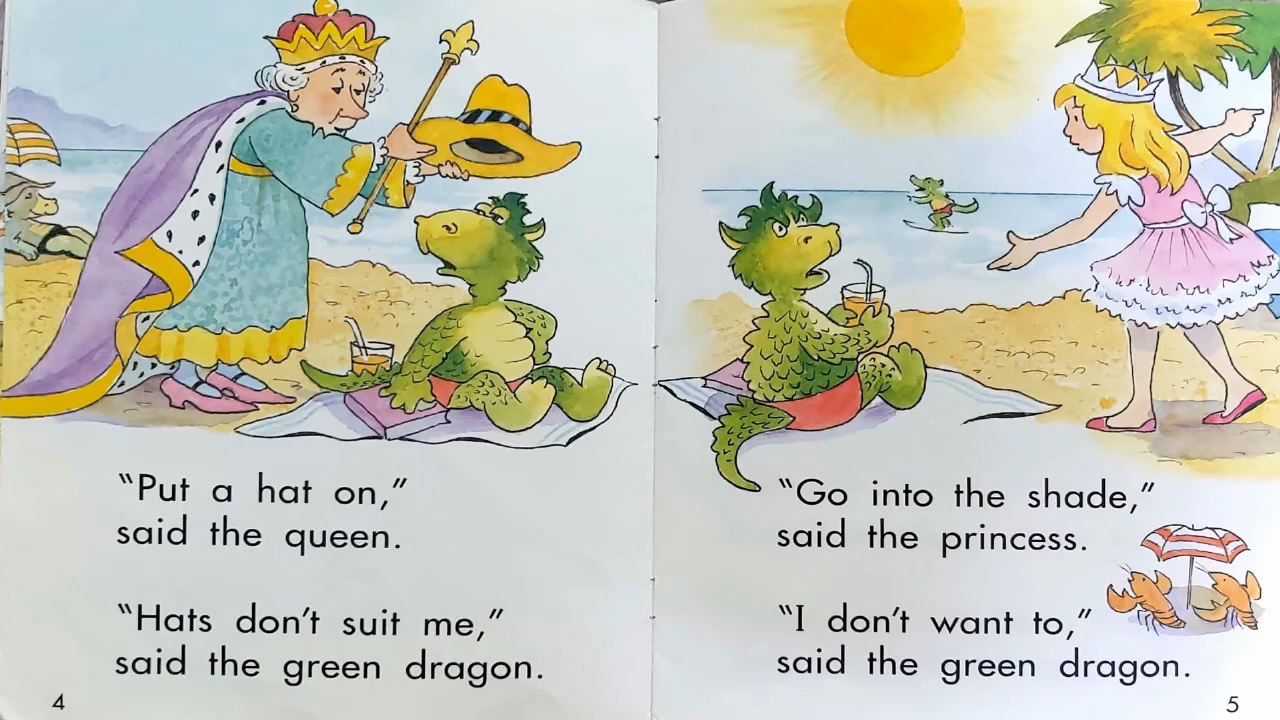 “Put a hat on,”
said the queen.
“Hats don’t suit me,”
said the green dragon.
4
“Go into the shade,”
said the princess.
“I don’t want to,”
said the green dragon.
5